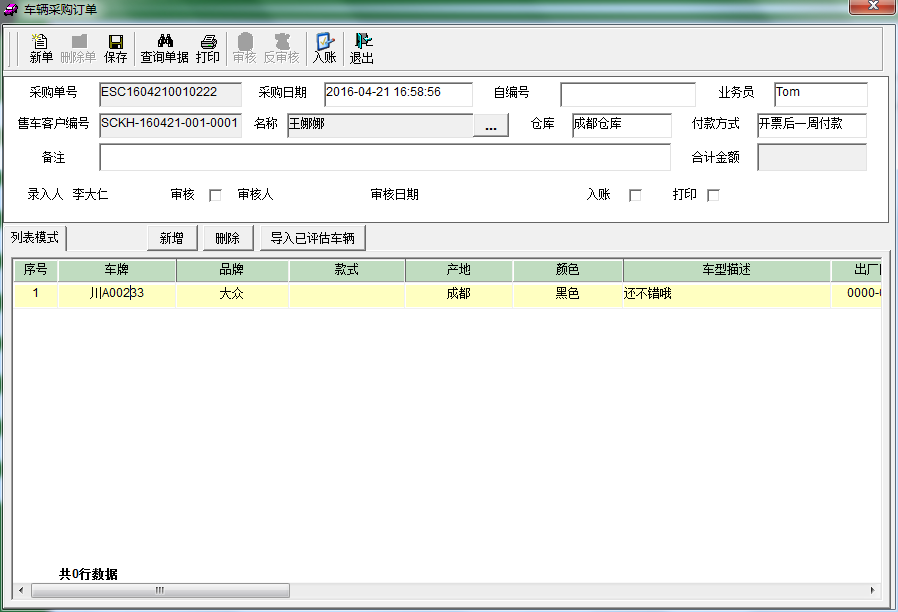 车辆采购订单
新单 删除单 保存 查询单据 打印 审核 反审核 入账 退出
采购单号 ESC1604210010222 采购日期 2016-04-21 16:58:56 自编号 业务员 Tom
售车客户编号 SCKH-160421-001-0001 名称 王娜娜 ... 仓库 成都仓库 付款方式 开票后一周付款
备注 合计金额
录入人 李大仁 审核 审核人 审核日期 入账 打印
列表模式 新增 删除 导入已评估车辆
序号 车牌 品牌 款式 产地 颜色 车型描述 出厂
1 川A00233 大众 成都 黑色 还不错哦 0000-
共0行数据